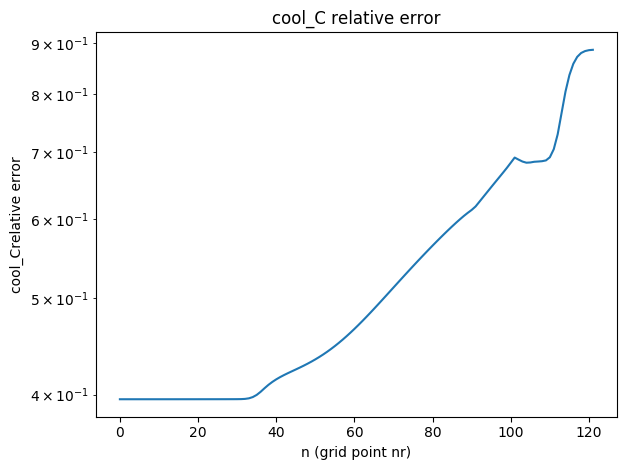 cool_C relative error
9 × 10⁻¹
8 × 10⁻¹
7 × 10⁻¹
6 × 10⁻¹
5 × 10⁻¹
4 × 10⁻¹
cool_Crelative error
0 20 40 60 80 100 120
n (grid point nr)